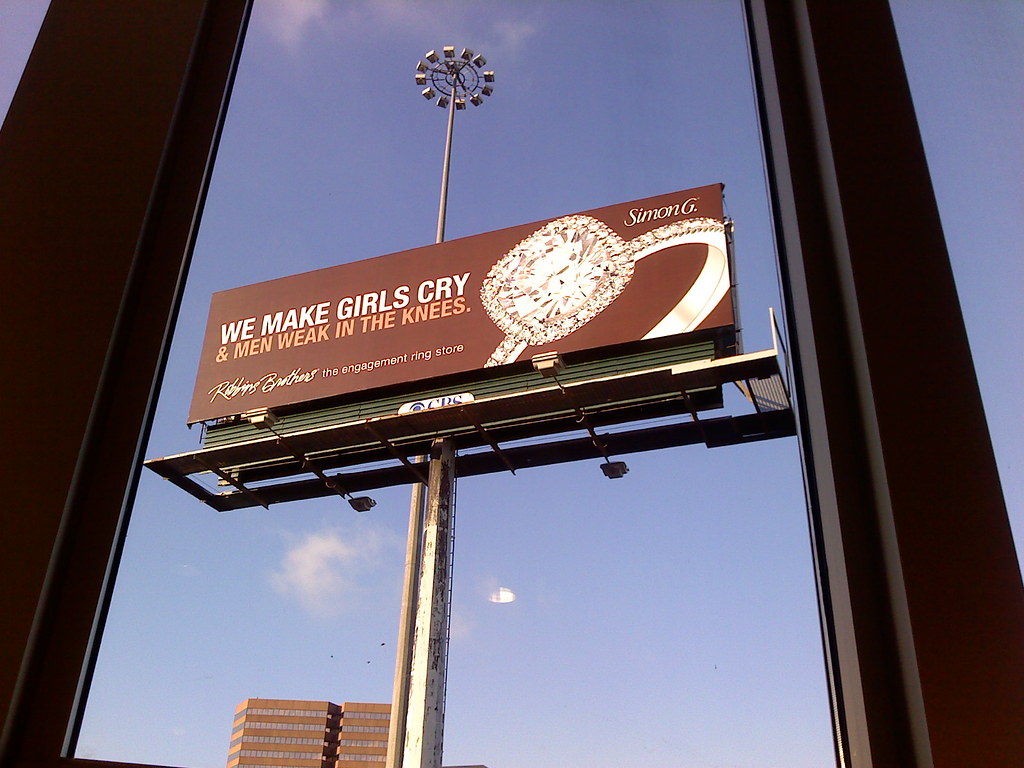 Simon G.
WE MAKE GIRLS CRY
& MEN WEAK IN THE KNEES.
Robbins Brothers the engagement ring store
CBS